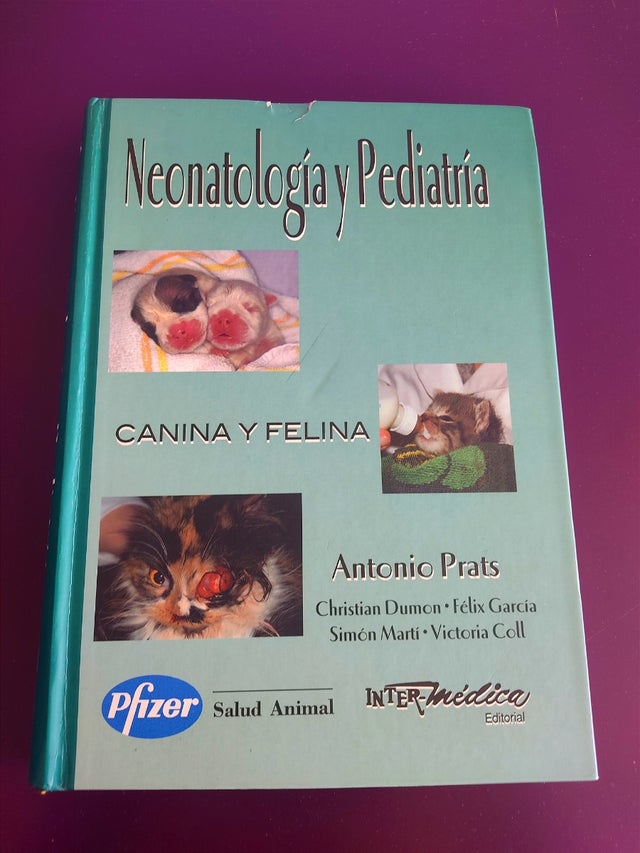 Neonatología y Pediatría
CANINA Y FELINA
Antonio Prats
Christian Dumon • Félix García
Simón Martí • Victoria Coll
Pfizer
Salud Animal
INTER-Médica
Editorial